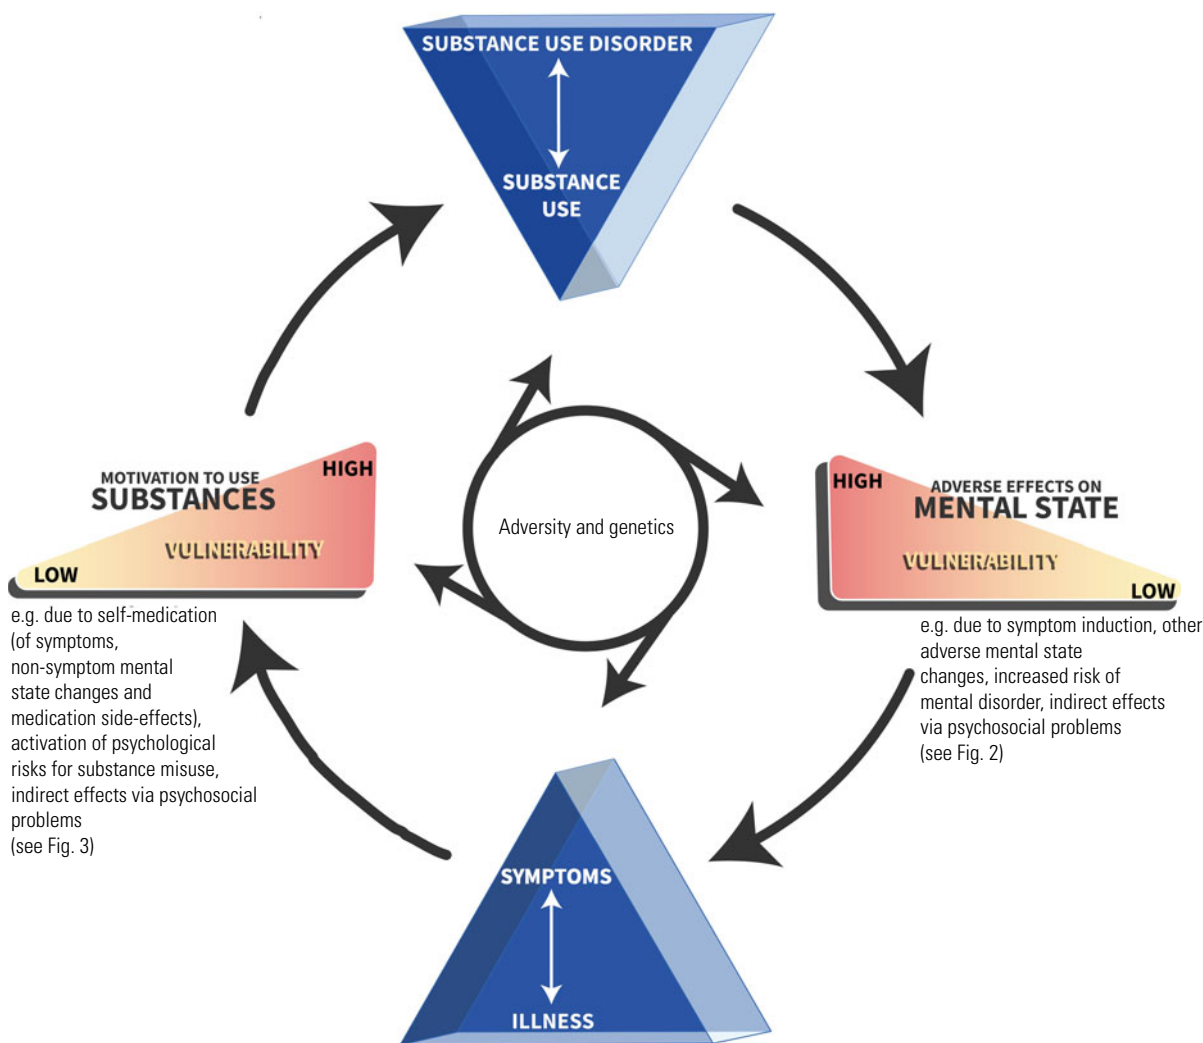 SUBSTANCE USE DISORDER
SUBSTANCE
USE
MOTIVATION TO USE
SUBSTANCES
HIGH
VULNERABILITY
LOW
e.g. due to self-medication
(of symptoms,
non-symptom mental
state changes and
medication side-effects),
activation of psychological
risks for substance misuse,
indirect effects via psychosocial
problems
(see Fig. 3)
Adversity and genetics
HIGH
ADVERSE EFFECTS ON
MENTAL STATE
VULNERABILITY
LOW
e.g. due to symptom induction, other
adverse mental state
changes, increased risk of
mental disorder, indirect effects
via psychosocial problems
(see Fig. 2)
SYMPTOMS
ILLNESS